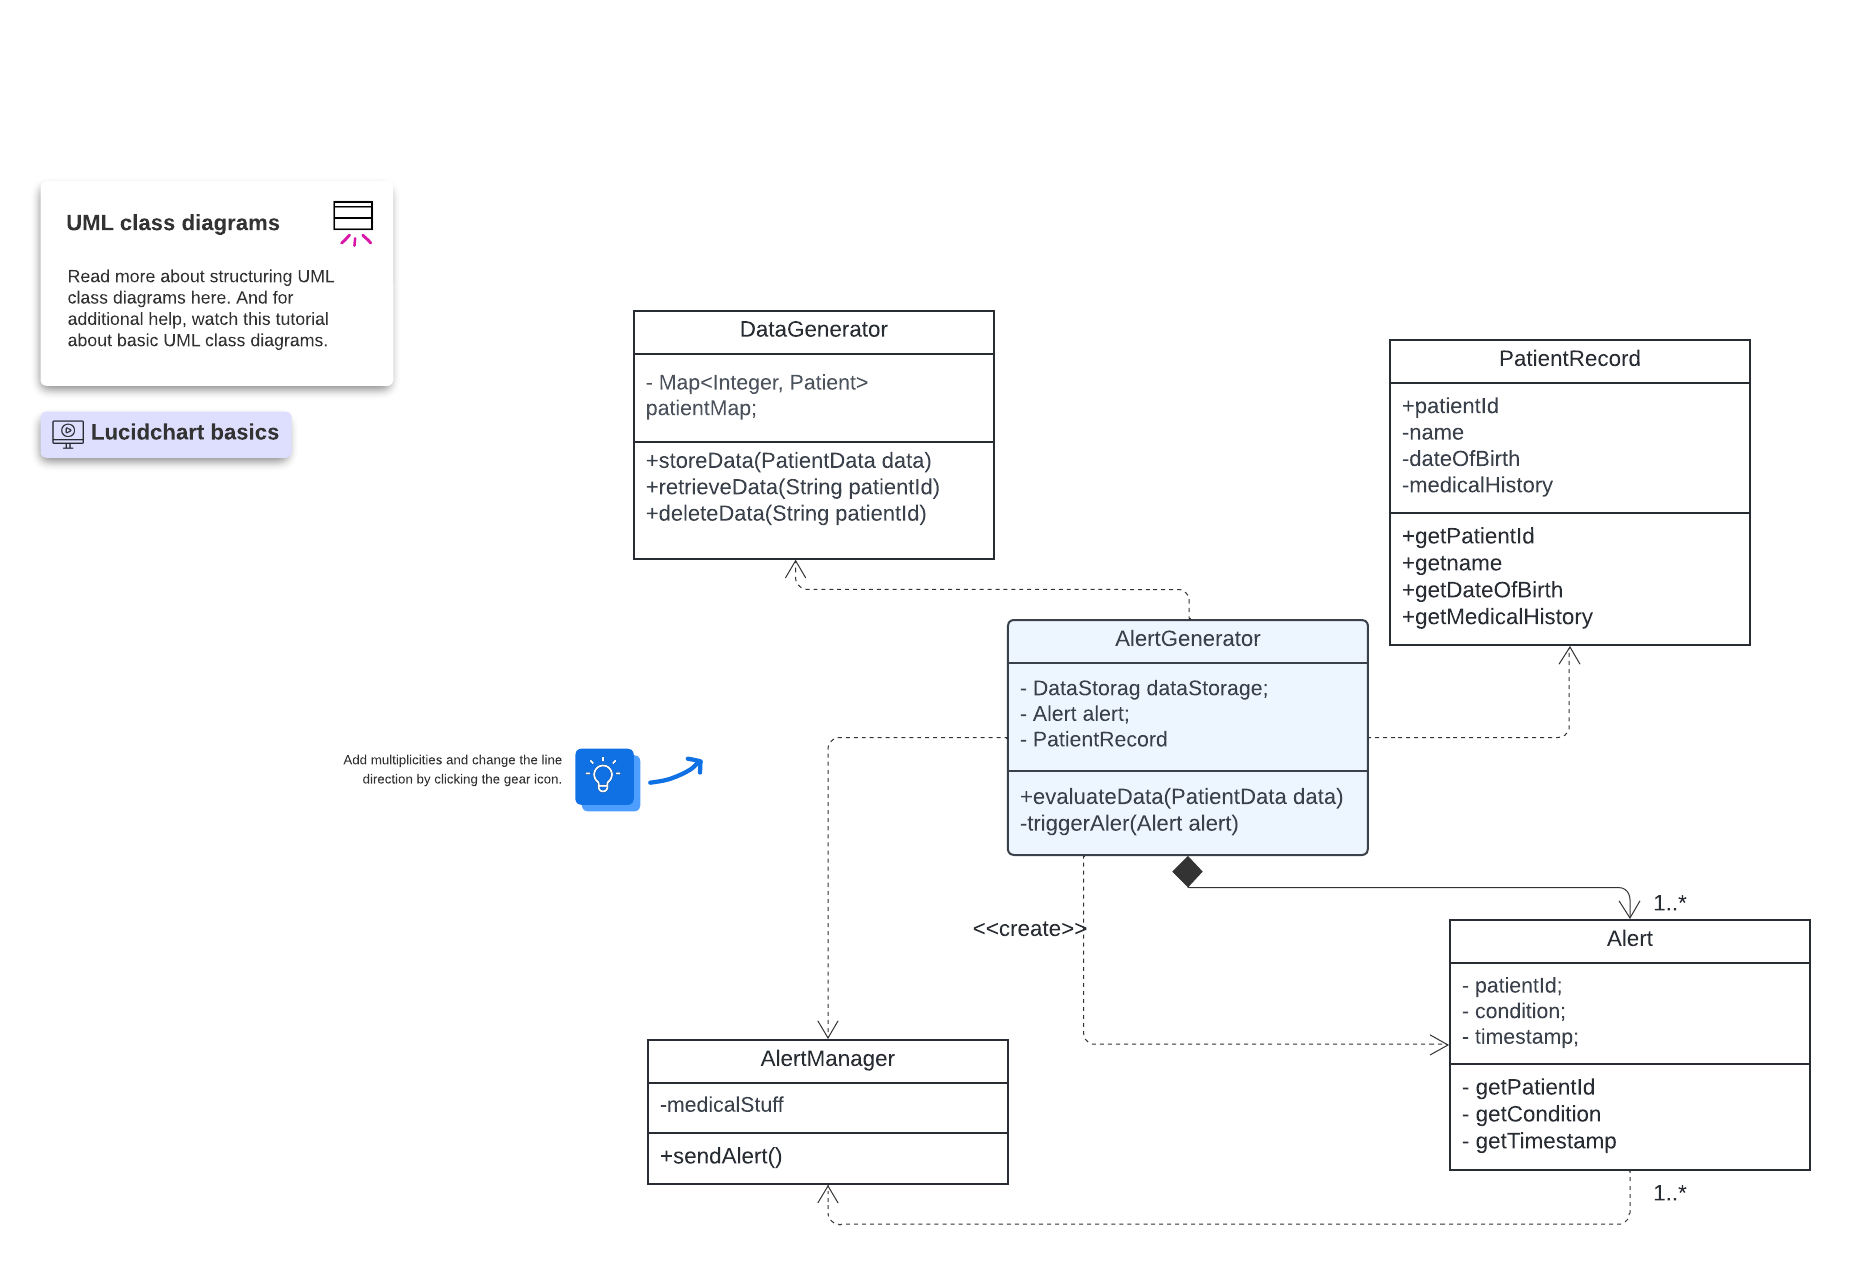 UML class diagrams
Read more about structuring UML
class diagrams here. And for
additional help, watch this tutorial
about basic UML class diagrams.
Lucidchart basics
DataGenerator
- Map<Integer, Patient>
patientMap;
+storeData(PatientData data)
+retrieveData(String patientId)
+deleteData(String patientId)
PatientRecord
+patientId
-name
-dateOfBirth
-medicalHistory
+getPatientId
+getname
+getDateOfBirth
+getMedicalHistory
AlertGenerator
- DataStorag dataStorage;
- Alert alert;
- PatientRecord
+evaluateData(PatientData data)
-triggerAler(Alert alert)
Add multiplicities and change the line
direction by clicking the gear icon.
<<create>>
1..*
Alert
- patientId;
- condition;
- timestamp;
- getPatientId
- getCondition
- getTimestamp
AlertManager
-medicalStuff
+sendAlert()
1..*